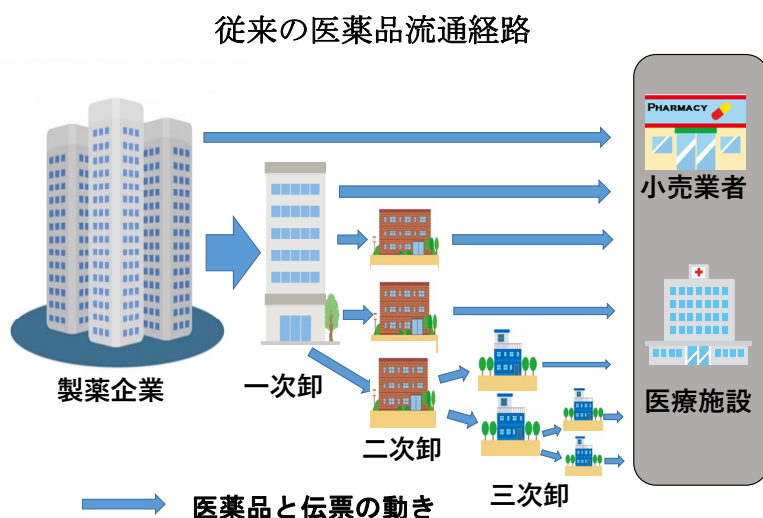 従来の医薬品流通経路
PHARMACY
小売業者
製薬企業
一次卸
二次卸
三次卸
医療施設
医薬品と伝票の動き